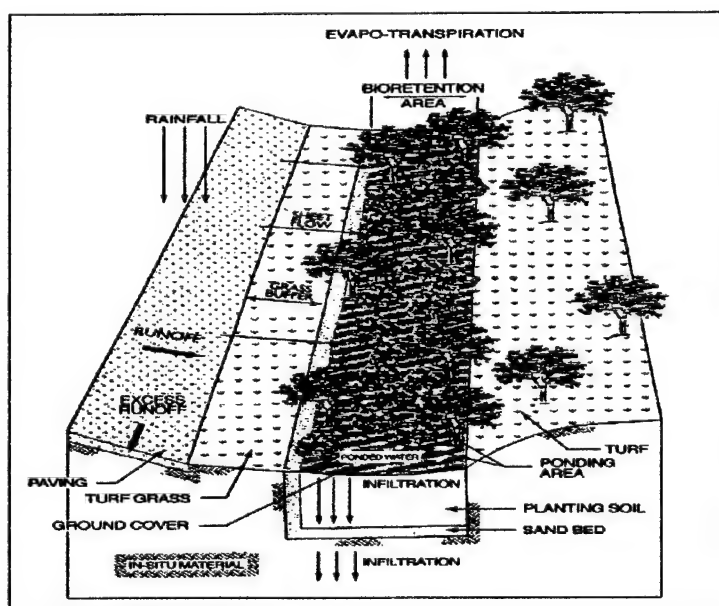 EVAPO-TRANSPIRATION
BIORETENTION
AREA
RAINFALL
SHEET
FLOW
GRASS
BUFFER
RUNOFF
EXCESS
RUNOFF
PONDED WATER
TURF
PAVING
INFILTRATION
PONDING
AREA
TURF GRASS
PLANTING SOIL
GROUND COVER
SAND BED
IN-SITU MATERIAL
INFILTRATION